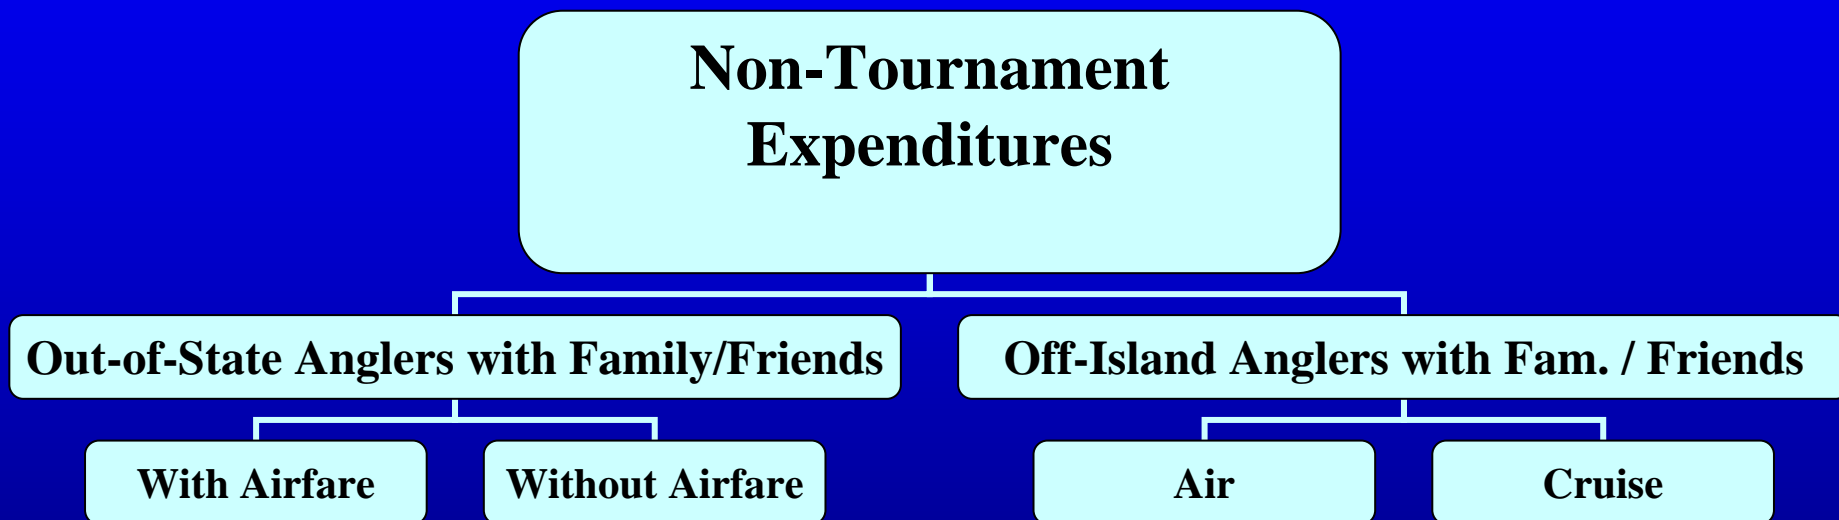 Non-Tournament
Expenditures
Out-of-State Anglers with Family/Friends
Off-Island Anglers with Fam. / Friends
With Airfare
Without Airfare
Air
Cruise